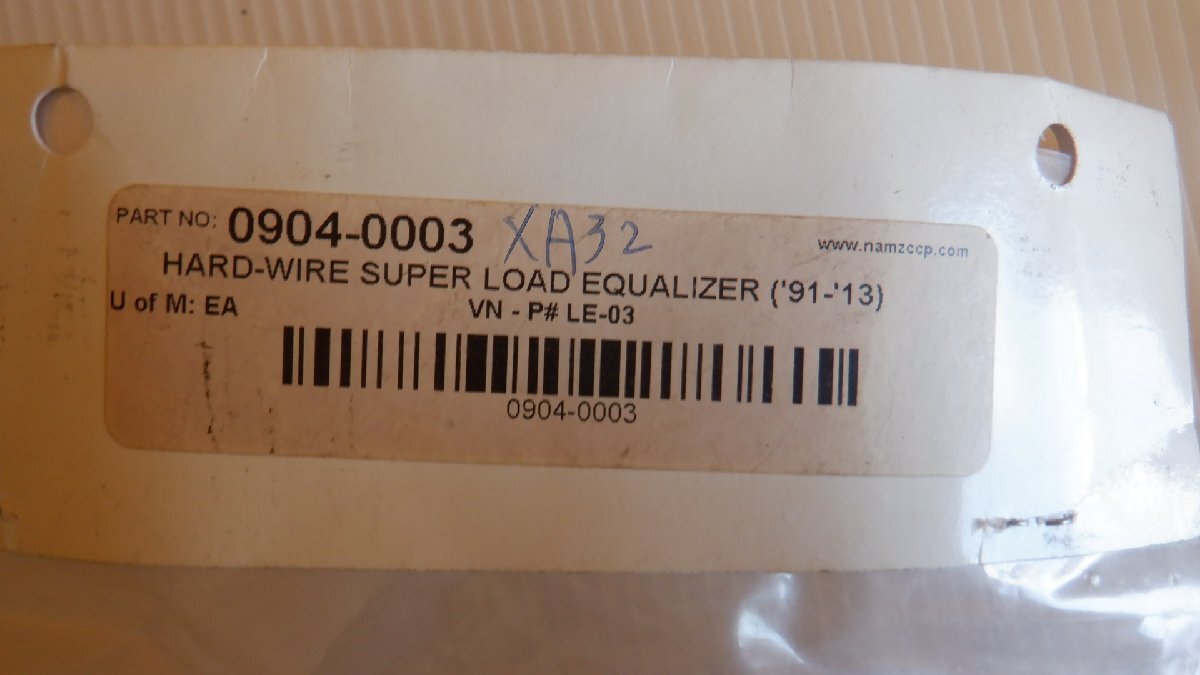 PART NO: 0904-0003 XA32 www.namzccp.com
HARD-WIRE SUPER LOAD EQUALIZER ('91-'13)
U of M: EA VN - P# LE-03
0904-0003